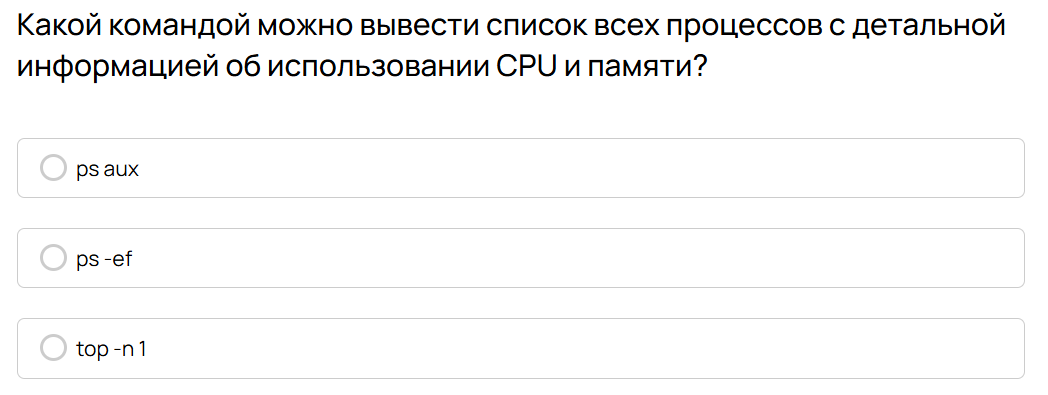 Какой командой можно вывести список всех процессов с детальной
информацией об использовании CPU и памяти?
ps aux
ps -ef
top -n 1